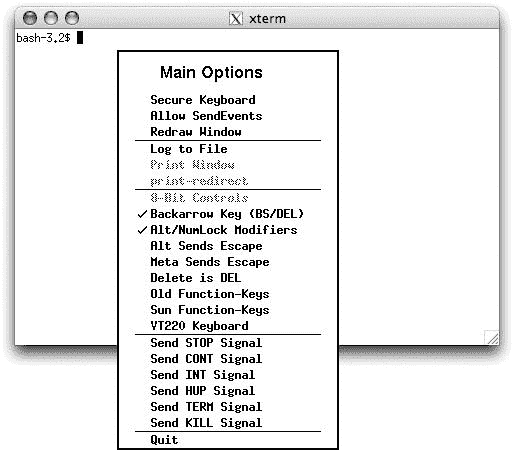 xterm
bash-3.2$
Main Options
Secure Keyboard
Allow SendEvents
Redraw Window
Log to File
Print Window
print-redirect
8-Bit Controls
Backarrow Key (BS/DEL)
Alt/NumLock Modifiers
Alt Sends Escape
Meta Sends Escape
Delete is DEL
Old Function-Keys
Sun Function-Keys
VT220 Keyboard
Send STOP Signal
Send CONT Signal
Send INT Signal
Send HUP Signal
Send TERM Signal
Send KILL Signal
Quit